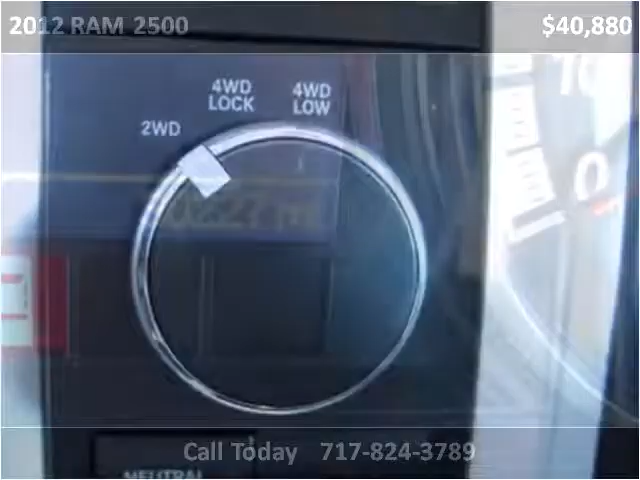 2012 RAM 2500
$40,880
4WD LOCK
4WD LOW
2WD
NEUTRAL
Call Today 717-824-3789